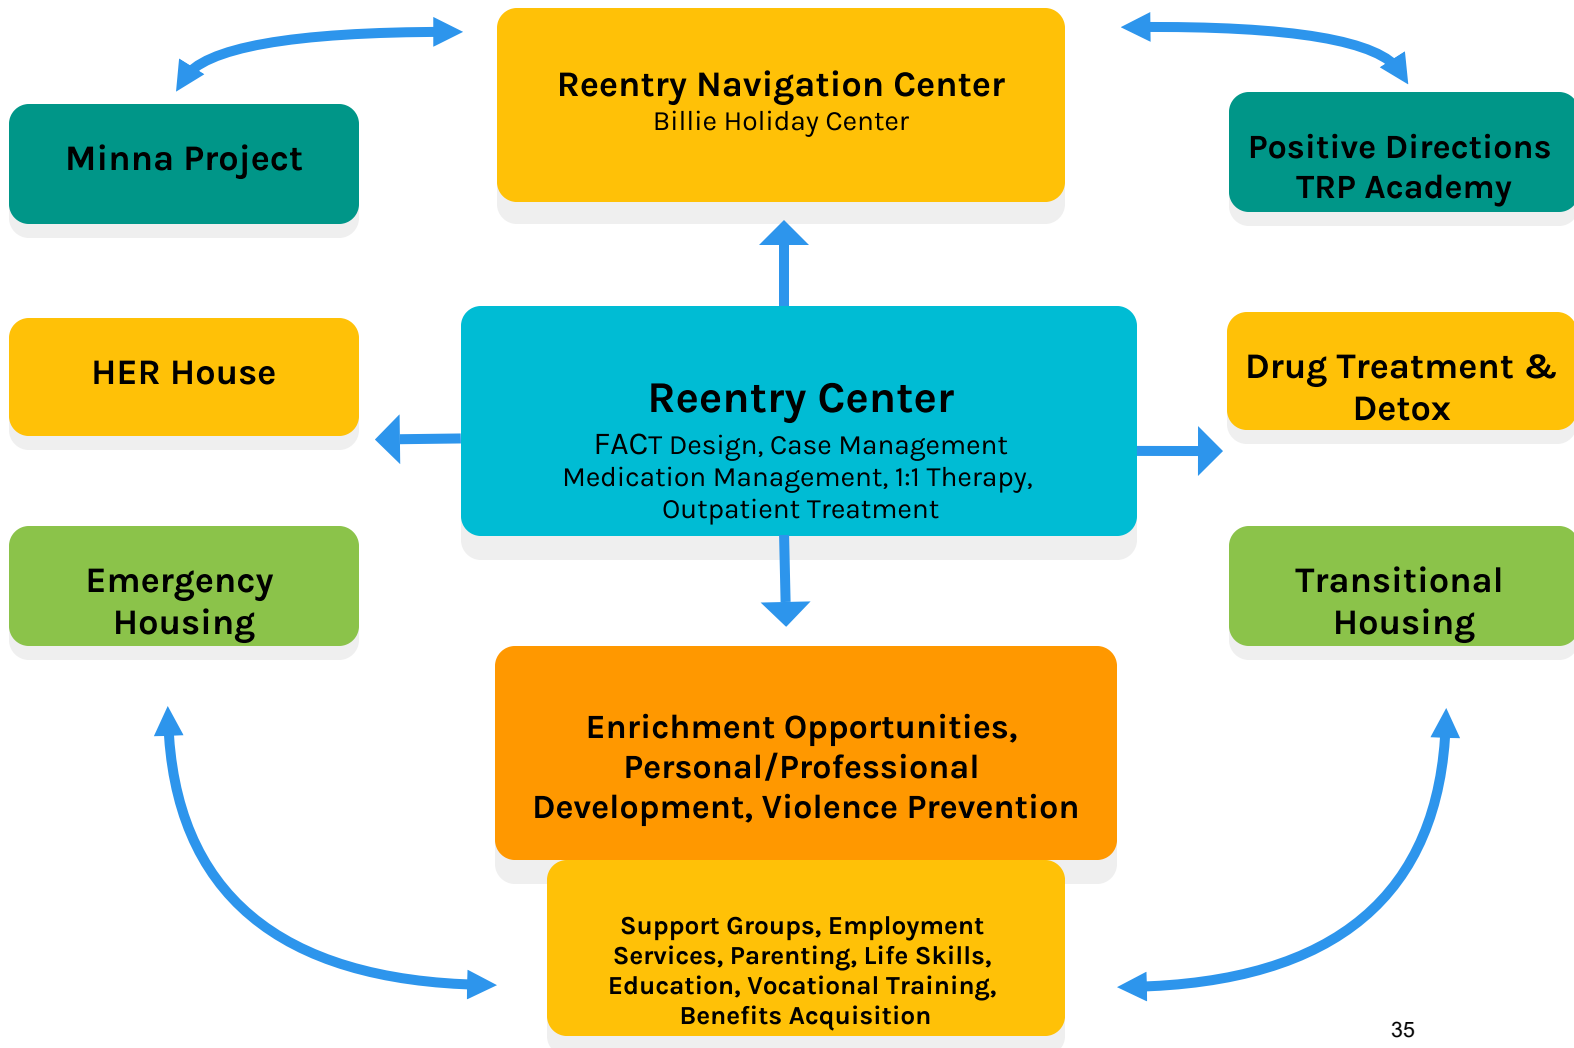 Reentry Navigation Center
Billie Holiday Center
Minna Project
Positive Directions
TRP Academy
HER House
Reentry Center
FACT Design, Case Management
Medication Management, 1:1 Therapy,
Outpatient Treatment
Drug Treatment &
Detox
Emergency
Housing
Transitional
Housing
Enrichment Opportunities,
Personal/Professional
Development, Violence Prevention
Support Groups, Employment
Services, Parenting, Life Skills,
Education, Vocational Training,
Benefits Acquisition
35